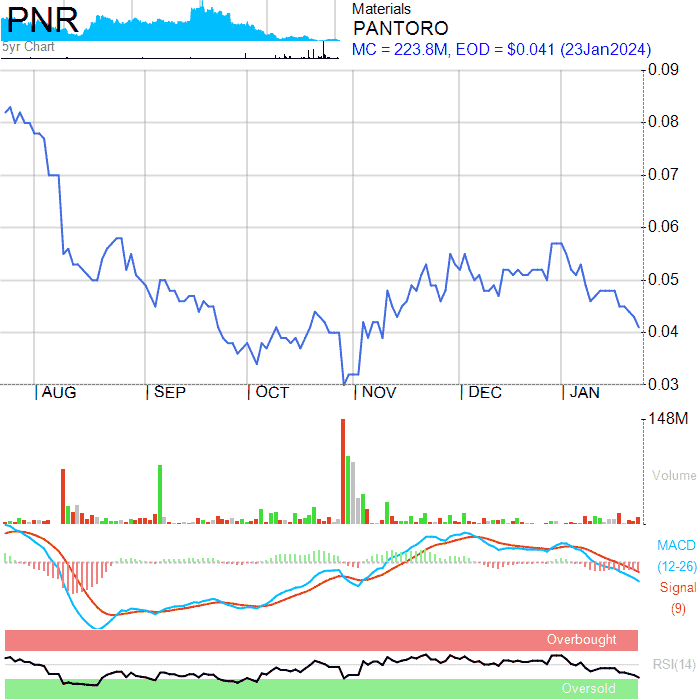 PNR
5yr Chart
Materials
PANTORO
MC = 223.8M, EOD = $0.041 (23Jan2024)
0.09
0.08
0.07
0.06
0.05
0.04
0.03
AUG SEP OCT NOV DEC JAN
148M
Volume
MACD
(12-26)
Signal
(9)
Overbought
RSI(14)
Oversold